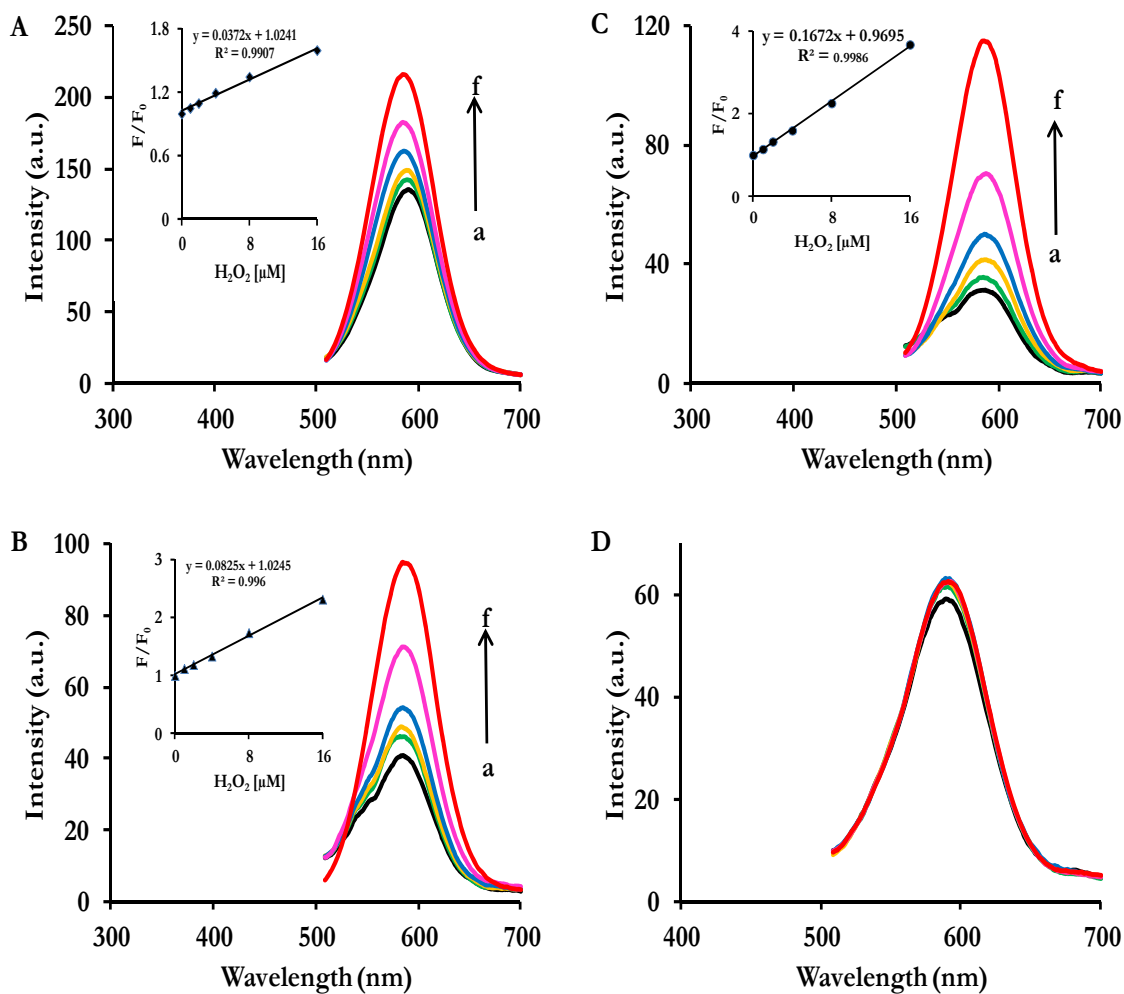 A
y = 0.0372x + 1.0241
R² = 0.9907
1.8
1.2
0.6
0
F/F₀
0 8 16
H₂O₂ [µM]
f
a
250
200
150
100
50
0
Intensity (a.u.)
300 400 500 600 700
Wavelength (nm)
C
y = 0.1672x + 0.9695
R² = 0.9986
4
2
0
F/F₀
0 8 16
H₂O₂ [µM]
f
a
120
80
40
0
Intensity (a.u.)
300 400 500 600 700
Wavelength (nm)
B
y = 0.0825x + 1.0245
R² = 0.996
3
2
1
0
F/F₀
0 8 16
H₂O₂ [µM]
f
a
100
80
60
40
20
0
Intensity (a.u.)
300 400 500 600 700
Wavelength (nm)
D
60
40
20
0
Intensity (a.u.)
400 500 600 700
Wavelength (nm)